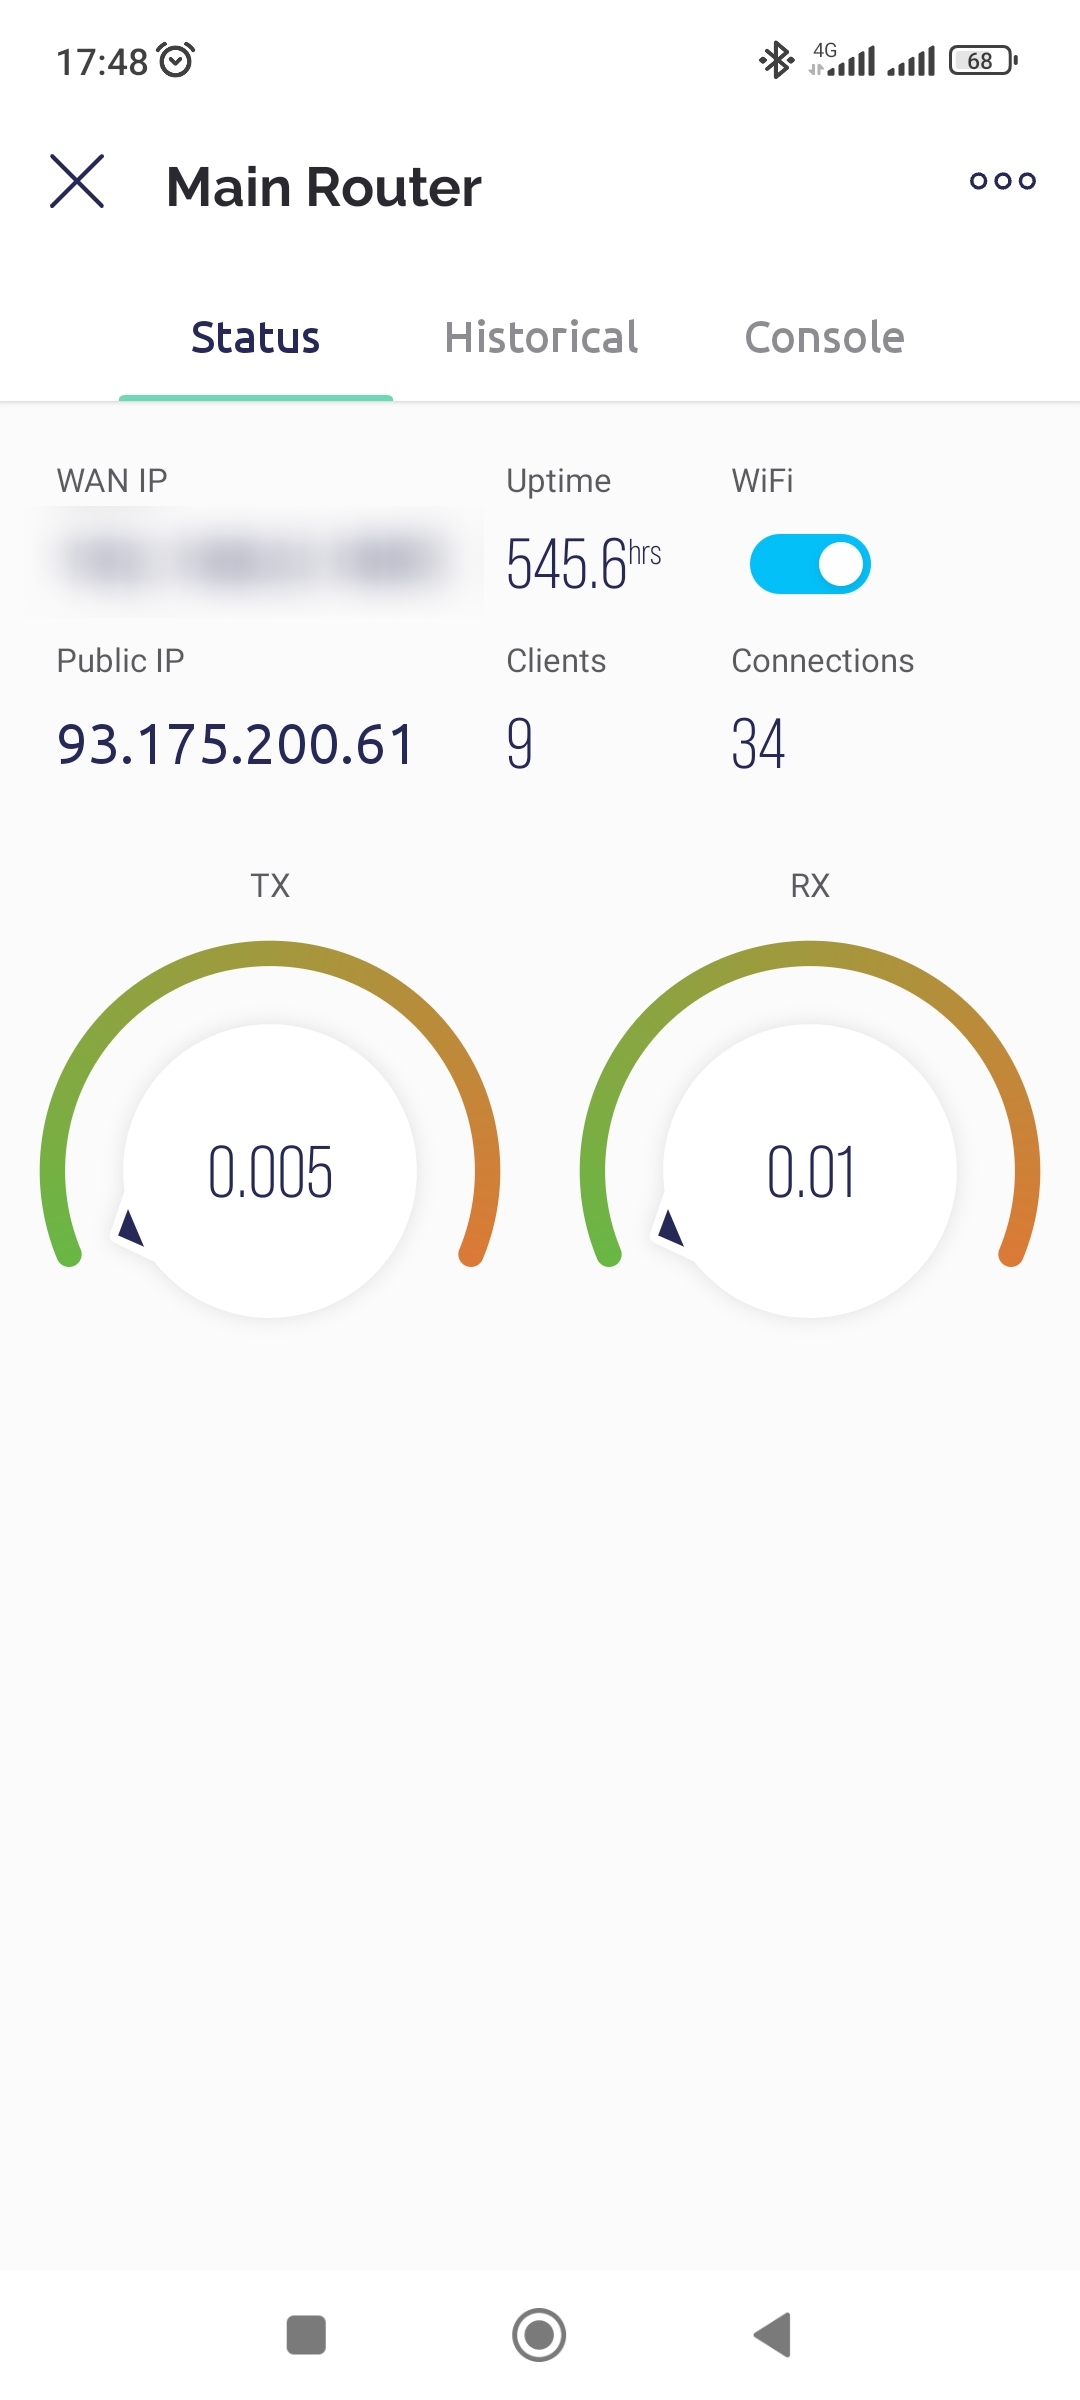 17:48 4G 68
Main Router
Status Historical Console
WAN IP Uptime WiFi
545.6hrs
Public IP Clients Connections
93.175.200.61 9 34
TX RX
0.005 0.01